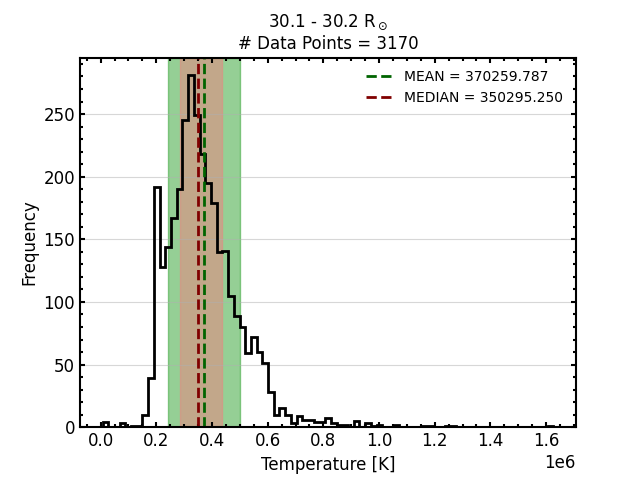 30.1 - 30.2 R⊙
# Data Points = 3170
MEAN = 370259.787
MEDIAN = 350295.250
Frequency
250
200
150
100
50
0
0.0 0.2 0.4 0.6 0.8 1.0 1.2 1.4 1.6
Temperature [K]
1e6